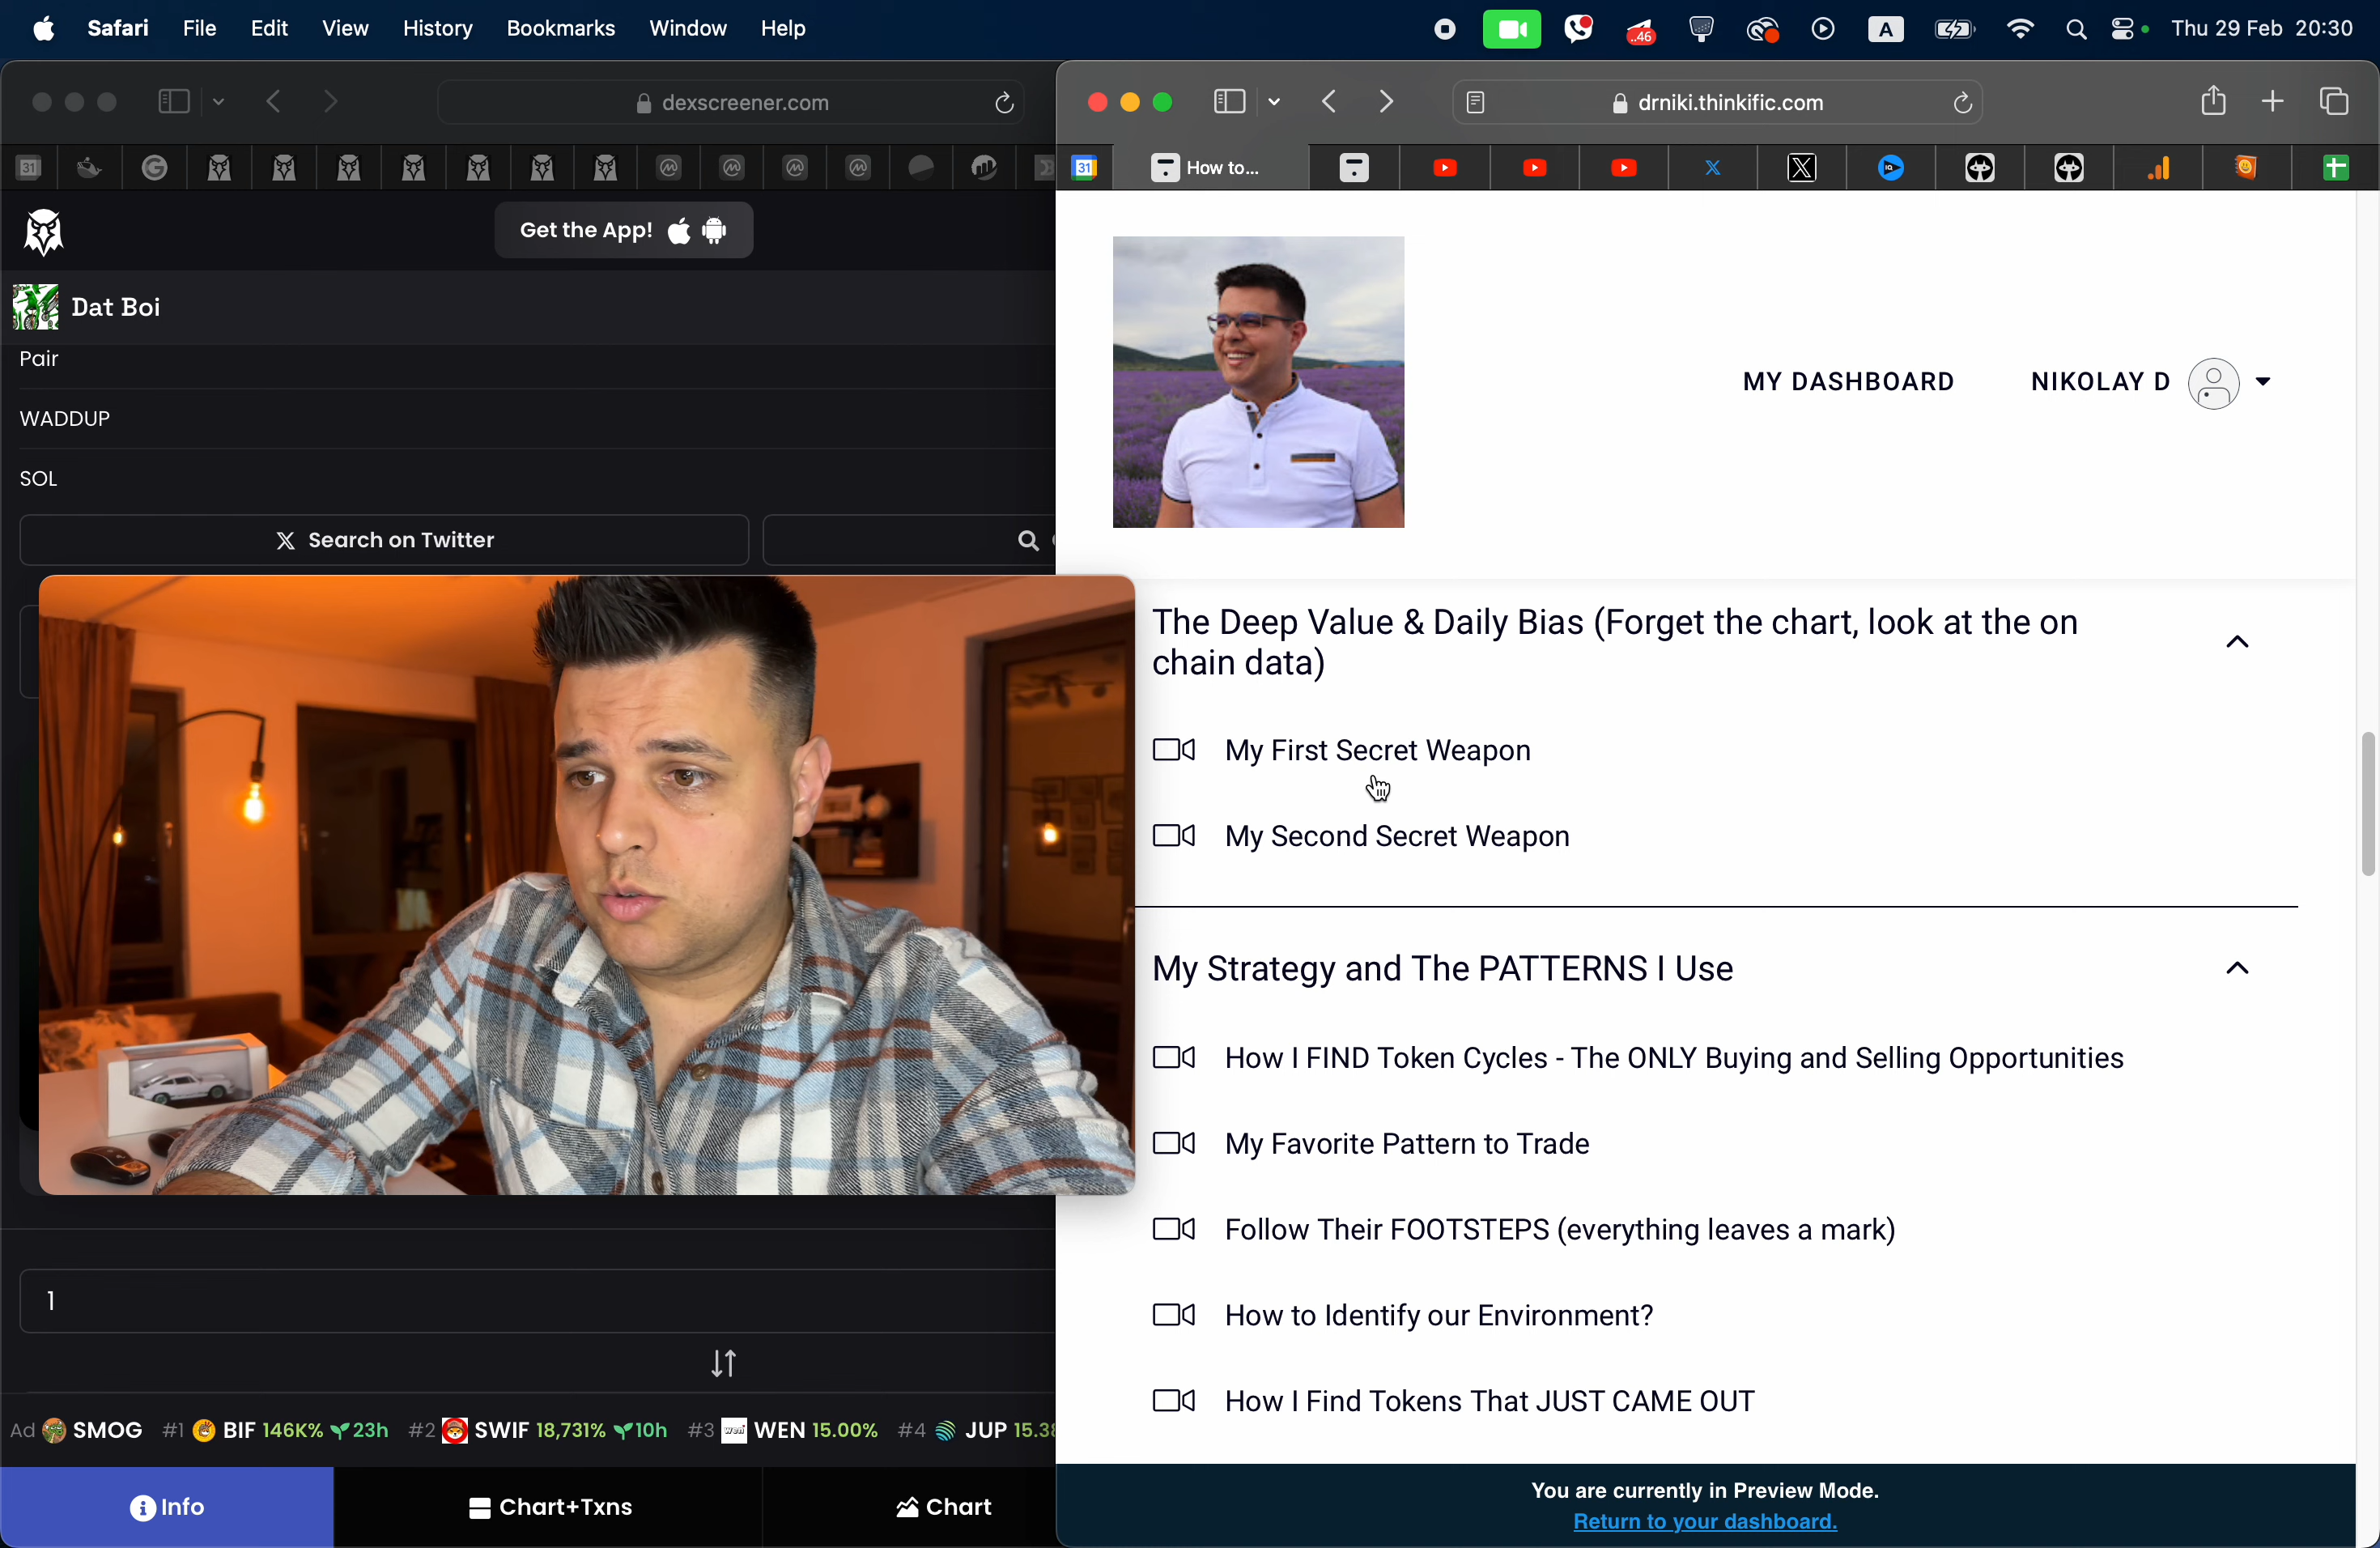 Safari File Edit View History Bookmarks Window Help
..46
A
Thu 29 Feb 20:30
dexscreener.com
drniki.thinkific.com
31
31
How to...
Get the App!
Dat Boi
Pair
WADDUP
SOL
Search on Twitter
MY DASHBOARD
NIKOLAY D
The Deep Value & Daily Bias (Forget the chart, look at the on
chain data)
My First Secret Weapon
My Second Secret Weapon
My Strategy and The PATTERNS I Use
How I FIND Token Cycles - The ONLY Buying and Selling Opportunities
My Favorite Pattern to Trade
Follow Their FOOTSTEPS (everything leaves a mark)
How to Identify our Environment?
How I Find Tokens That JUST CAME OUT
1
Ad SMOG #1 BIF 146K% 23h #2 SWIF 18,731% 10h #3 WEN 15.00% #4 JUP
Info
Chart+Txns
Chart
You are currently in Preview Mode.
Return to your dashboard.